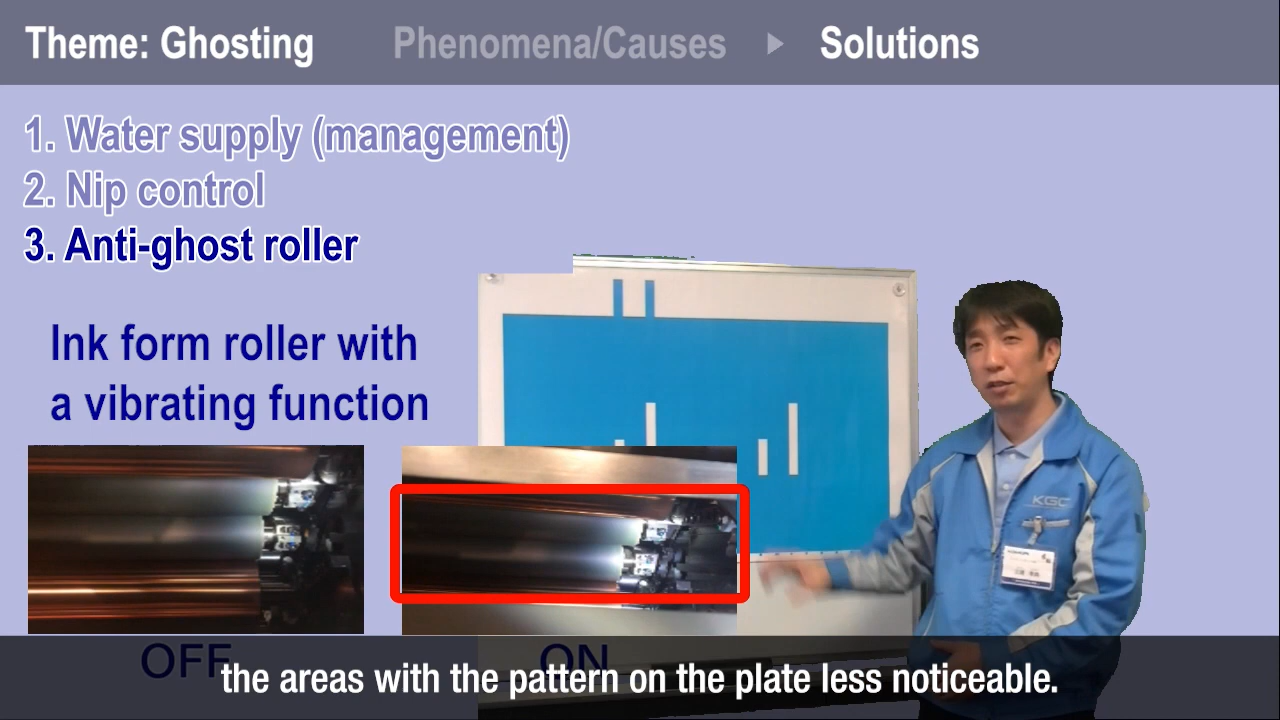 Theme: Ghosting
Phenomena/Causes
Solutions
1. Water supply (management)
2. Nip control
3. Anti-ghost roller
Ink form roller with
a vibrating function
KGC
OFF
ON
the areas with the pattern on the plate less noticeable.